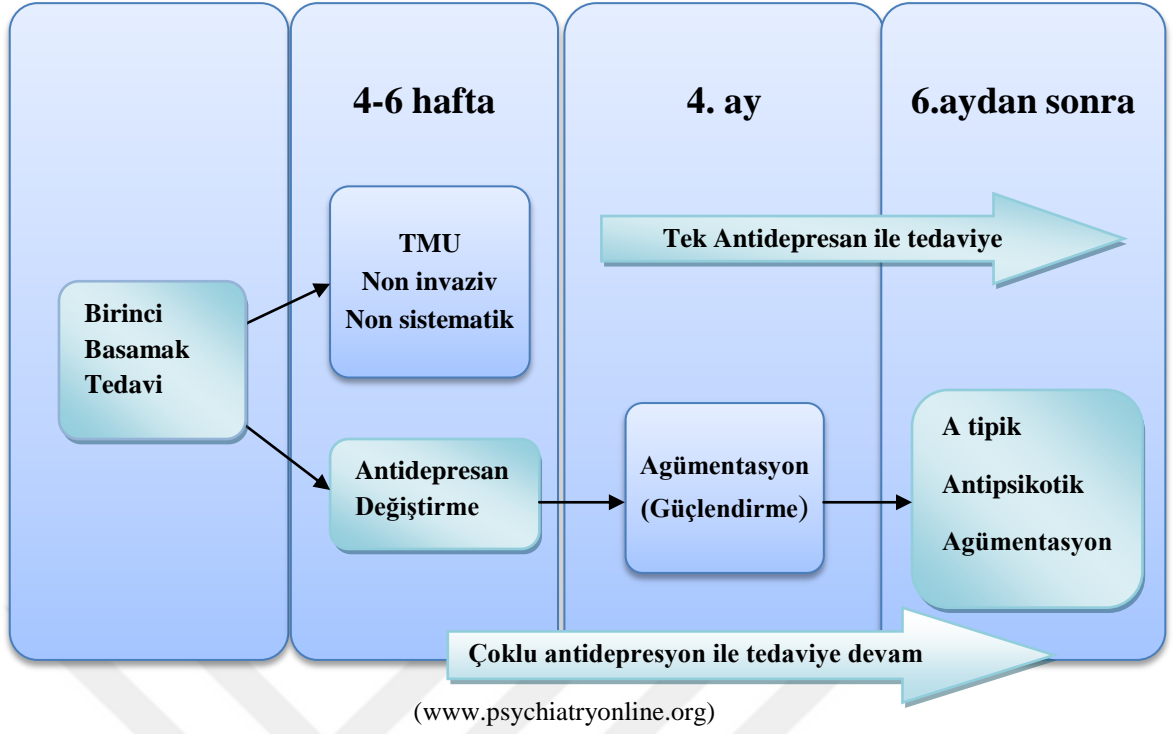 4-6 hafta
4. ay
6.aydan sonra
TMU
Non invaziv
Non sistematik
Tek Antidepresan ile tedaviye
Birinci
Basamak
Tedavi
Antidepresan
Değiştirme
Agümentasyon
(Güçlendirme)
A tipik
Antipsikotik
Agümentasyon
Çoklu antidepresyon ile tedaviye devam
(www.psychiatryonline.org)